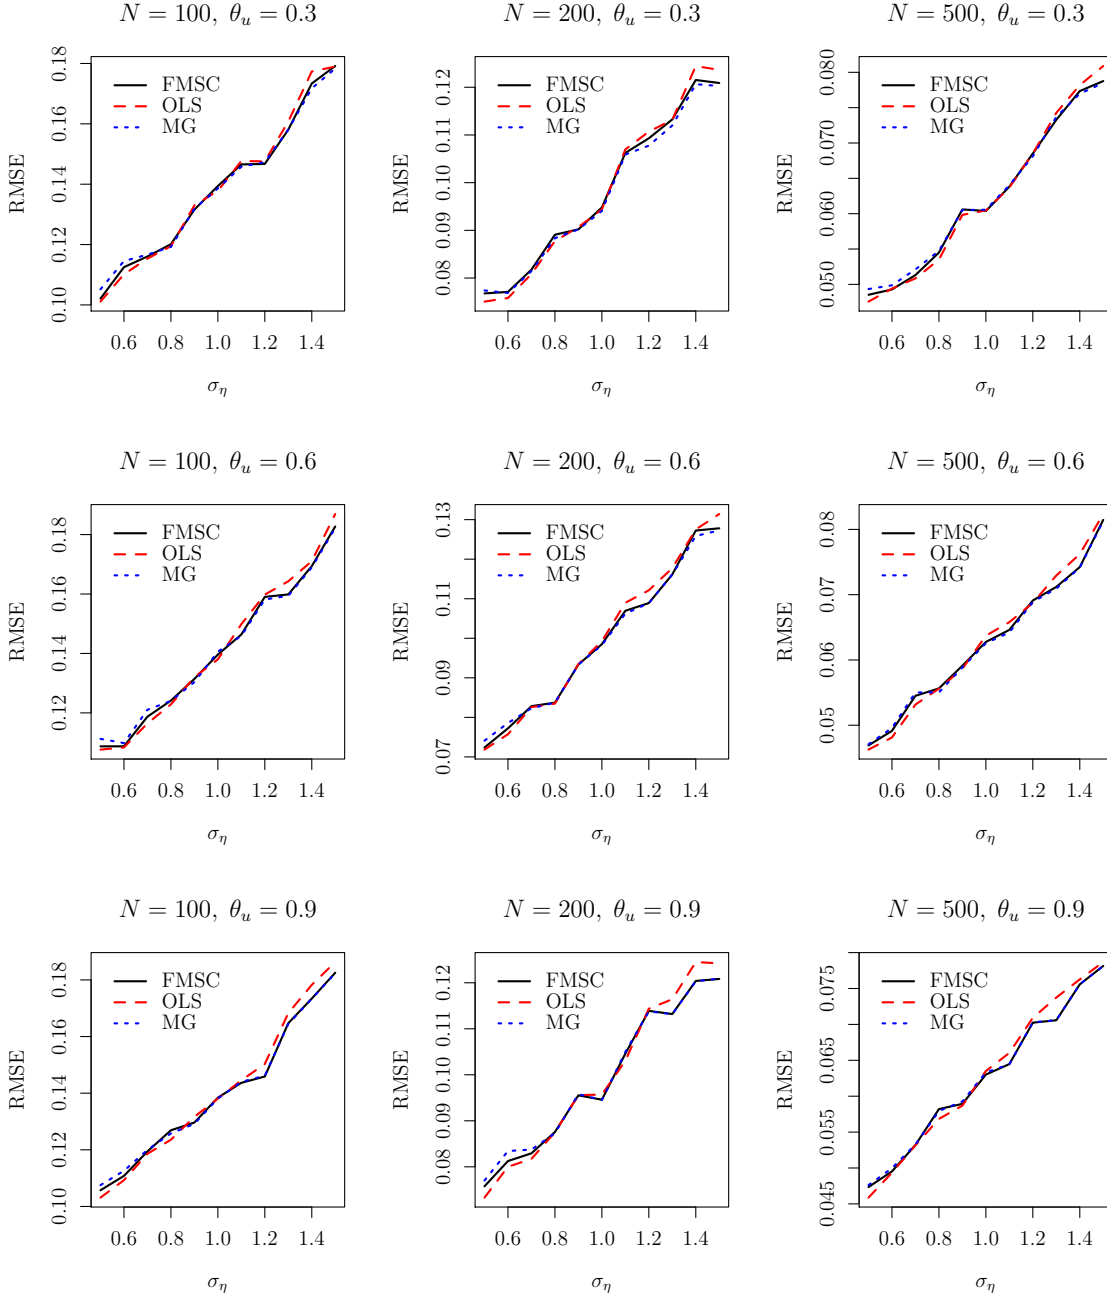 N = 100, θᵤ = 0.3
RMSE
0.10 0.12 0.14 0.16 0.18
FMSC
OLS
MG
0.6 0.8 1.0 1.2 1.4
σ_η
N = 200, θᵤ = 0.3
RMSE
0.08 0.09 0.10 0.11 0.12
FMSC
OLS
MG
0.6 0.8 1.0 1.2 1.4
σ_η
N = 500, θᵤ = 0.3
RMSE
0.050 0.060 0.070 0.080
FMSC
OLS
MG
0.6 0.8 1.0 1.2 1.4
σ_η
N = 100, θᵤ = 0.6
RMSE
0.12 0.14 0.16 0.18
FMSC
OLS
MG
0.6 0.8 1.0 1.2 1.4
σ_η
N = 200, θᵤ = 0.6
RMSE
0.07 0.09 0.11 0.13
FMSC
OLS
MG
0.6 0.8 1.0 1.2 1.4
σ_η
N = 500, θᵤ = 0.6
RMSE
0.05 0.06 0.07 0.08
FMSC
OLS
MG
0.6 0.8 1.0 1.2 1.4
σ_η
N = 100, θᵤ = 0.9
RMSE
0.10 0.12 0.14 0.16 0.18
FMSC
OLS
MG
0.6 0.8 1.0 1.2 1.4
σ_η
N = 200, θᵤ = 0.9
RMSE
0.08 0.09 0.10 0.11 0.12
FMSC
OLS
MG
0.6 0.8 1.0 1.2 1.4
σ_η
N = 500, θᵤ = 0.9
RMSE
0.045 0.055 0.065 0.075
FMSC
OLS
MG
0.6 0.8 1.0 1.2 1.4
σ_η